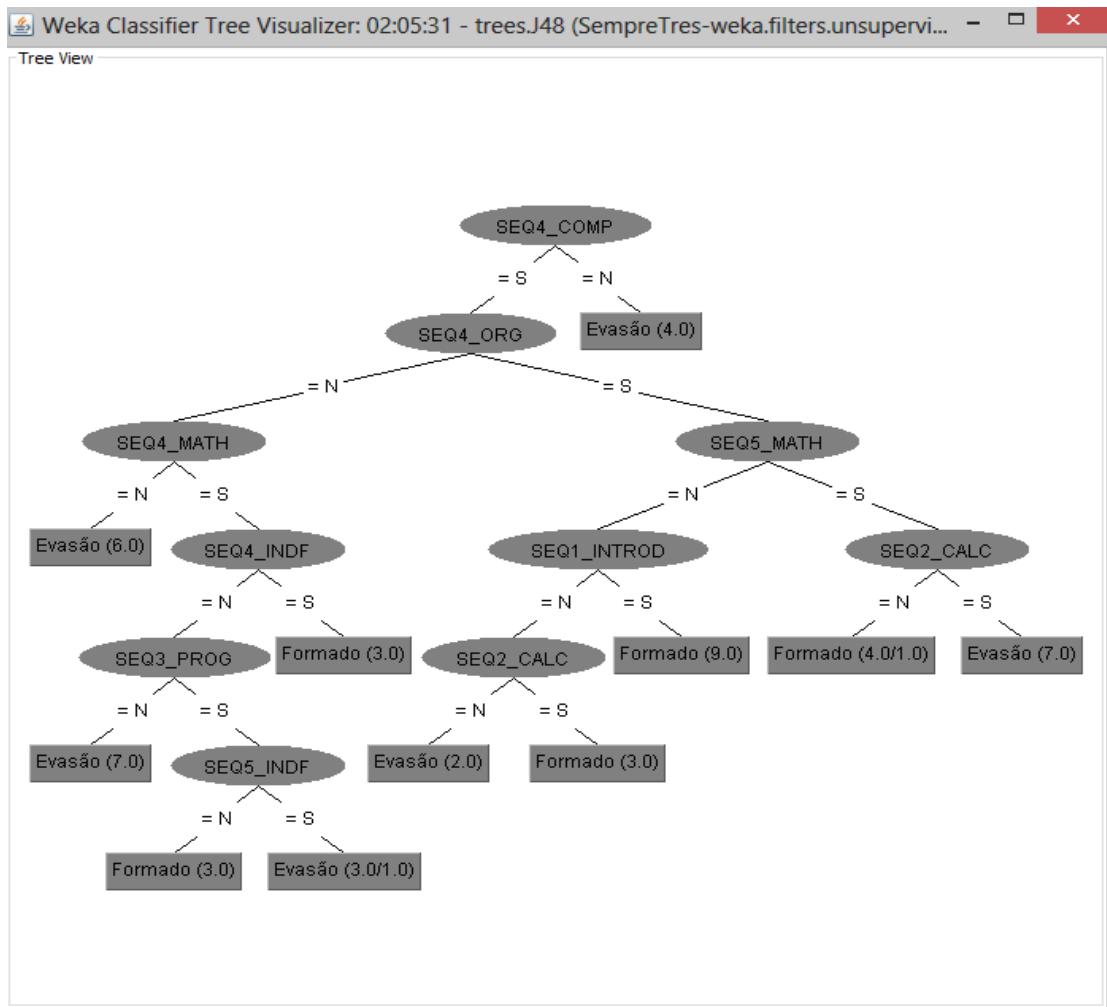 Weka Classifier Tree Visualizer: 02:05:31 - trees.J48 (SempreTres-weka.filters.unsupervi...
Tree View
SEQ4_COMP
= S
= N
SEQ4_ORG
Evasão (4.0)
= N
= S
SEQ4_MATH
SEQ5_MATH
= N
= S
= N
= S
Evasão (6.0)
SEQ4_INDF
SEQ1_INTROD
SEQ2_CALC
= N
= S
= N
= S
= N
= S
SEQ3_PROG
Formado (3.0)
SEQ2_CALC
Formado (9.0)
Formado (4.0/1.0)
Evasão (7.0)
= N
= S
= N
= S
Evasão (7.0)
SEQ5_INDF
Evasão (2.0)
Formado (3.0)
= N
= S
Formado (3.0)
Evasão (3.0/1.0)